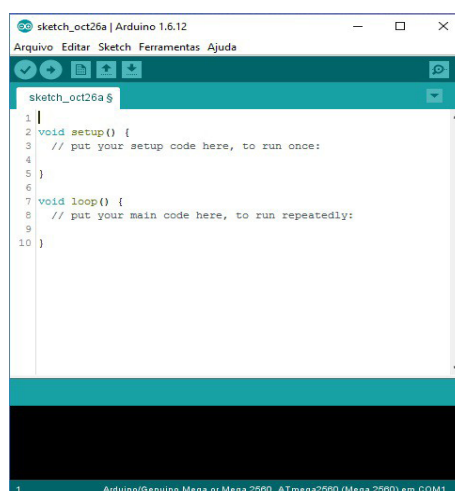 sketch_oct26a | Arduino 1.6.12
Arquivo Editar Sketch Ferramentas Ajuda
sketch_oct26a §
1
2 void setup() {
3 // put your setup code here, to run once:
4
5 }
6
7 void loop() {
8 // put your main code here, to run repeatedly:
9
10 }
1 Arduino/Genuino Mega or Mega 2560, ATmega2560 (Mega 2560) em COM1